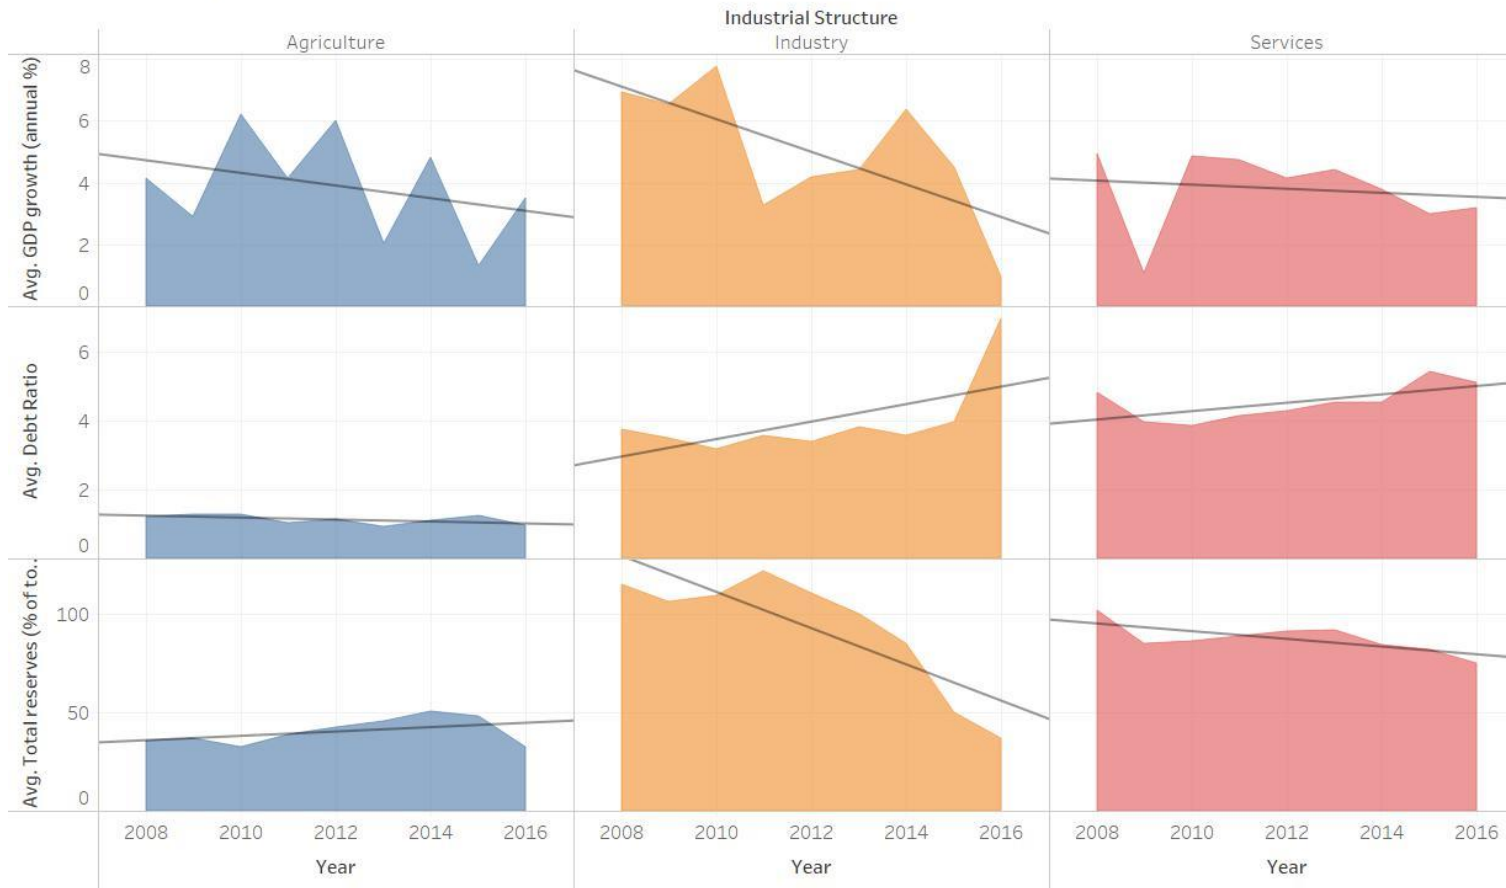 Industrial Structure
Agriculture Industry Services
Avg. GDP growth (annual %)
8
6
4
2
0
Avg. Debt Ratio
6
4
2
0
Avg. Total reserves (% of to..
100
50
0
2008 2010 2012 2014 2016 2008 2010 2012 2014 2016 2008 2010 2012 2014 2016
Year Year Year